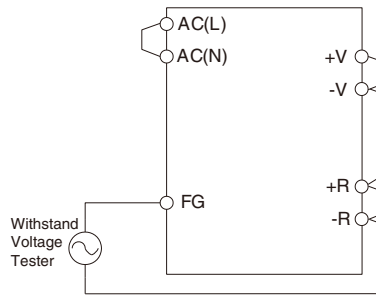 AC(L)
AC(N)
+V
-V
+R
-R
FG
Withstand
Voltage
Tester